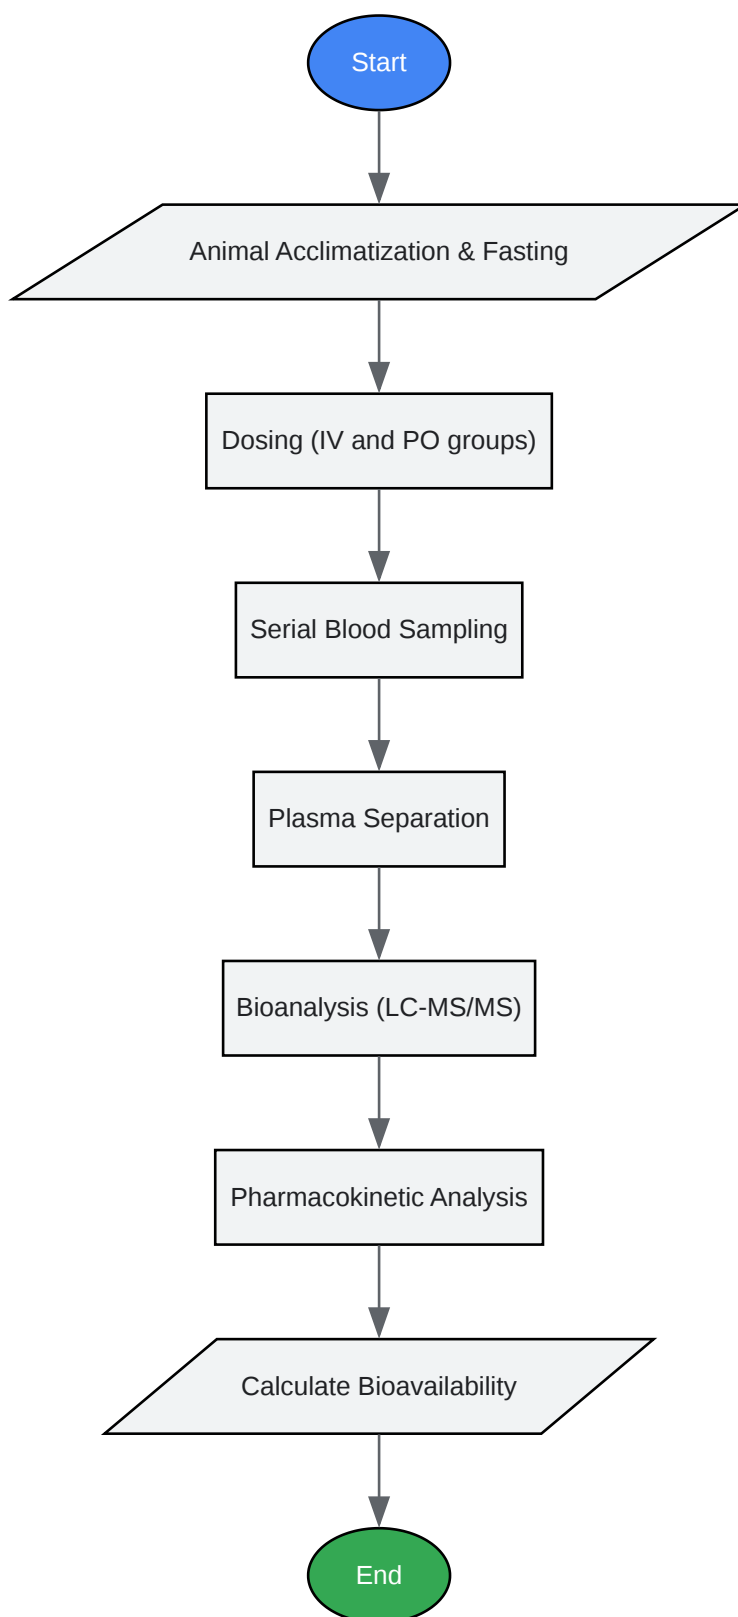 Start
Animal Acclimatization & Fasting
Dosing (IV and PO groups)
Serial Blood Sampling
Plasma Separation
Bioanalysis (LC-MS/MS)
Pharmacokinetic Analysis
Calculate Bioavailability
End